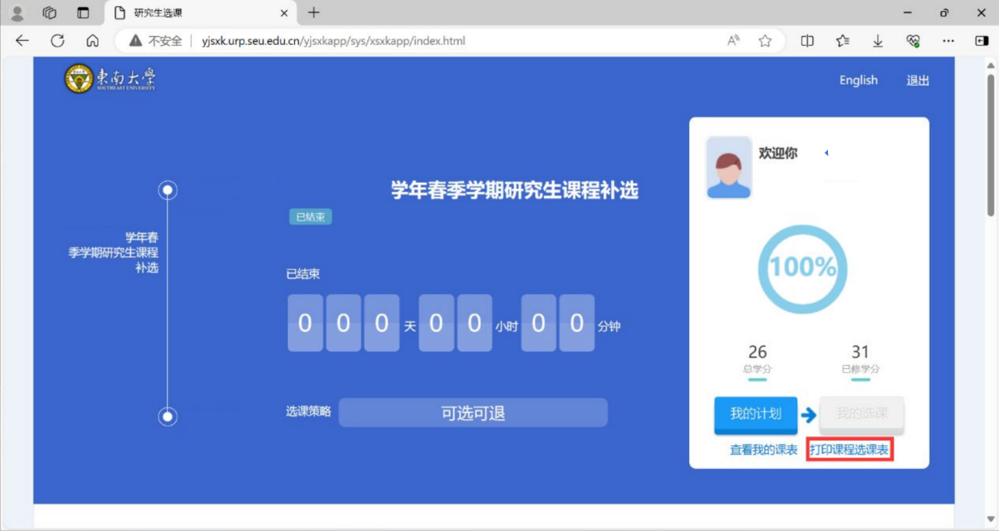 研究生选课
不安全
yjsxk.urp.seu.edu.cn/yjsxkapp/sys/xsxkapp/index.html
東南大學
SOUTHEAST UNIVERSITY
English
退出
欢迎你
学年春季学期研究生课程补选
已结束
学年春
季学期研究生课程
补选
已结束
0 0 0 天 0 0 小时 0 0 分钟
选课策略
可选可退
100%
26
总学分
31
已修学分
我的计划
我的选课
查看我的课表
打印课程选课表